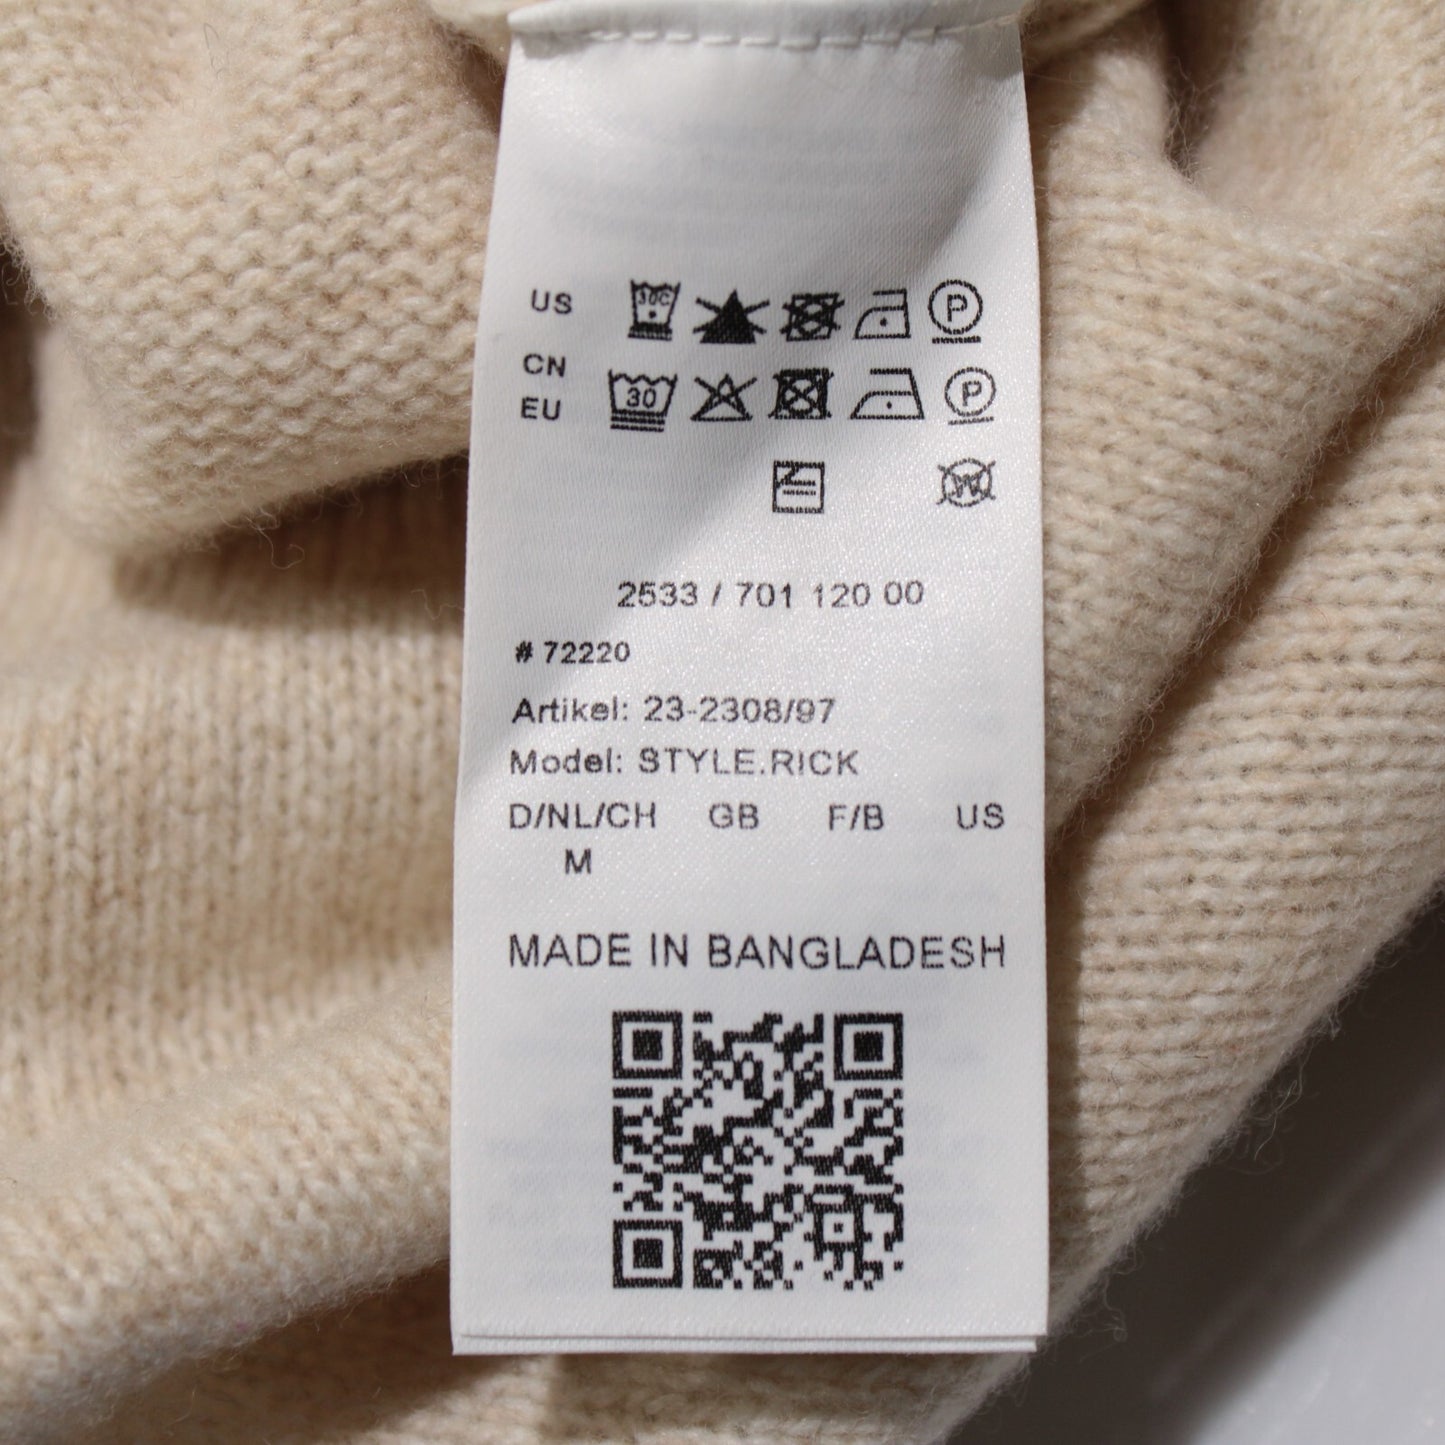 US 30C P
CN
EU 30 P
W
2533 / 701 120 00
# 72220
Artikel: 23-2308/97
Model: STYLE.RICK
D/NL/CH GB F/B US
M
MADE IN BANGLADESH